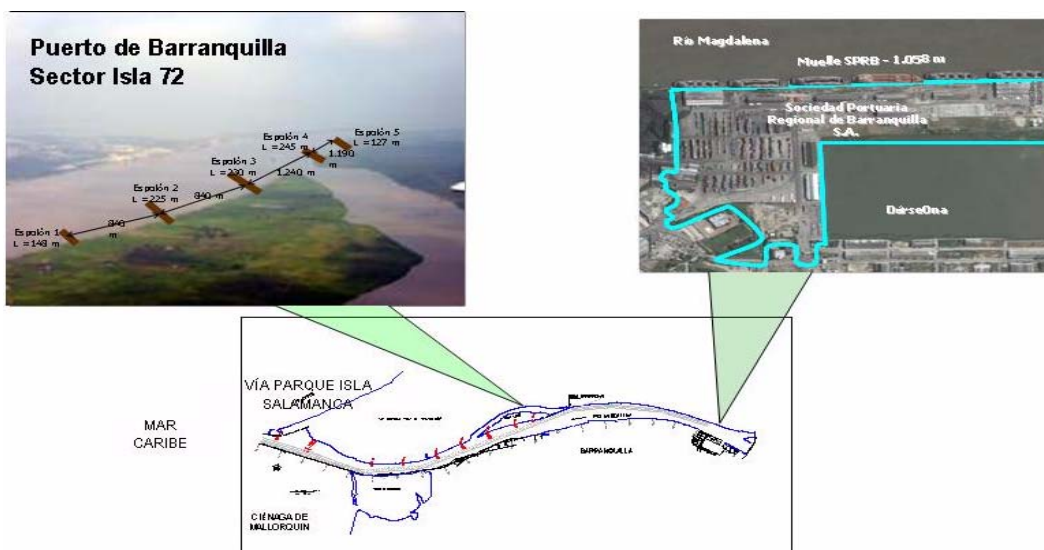 Puerto de Barranquilla
Sector Isla 72
Espolón 4
L = 245 m
Espolón 5
L = 127 m
Espolón 3
L = 230 m
1.190
m
1.240
m
Espolón 2
L = 225 m
840
m
Espolón 1
L = 148 m
846
m
Río Magdalena
Muelle SPRB - 1.058 m
Sociedad Portuaria
Regional de Barranquilla
S.A.
DárseOna
VÍA PARQUE ISLA
SALAMANCA
MAR
CARIBE
BARRANQUILLA
CIÉNAGA DE
MALLORQUIN